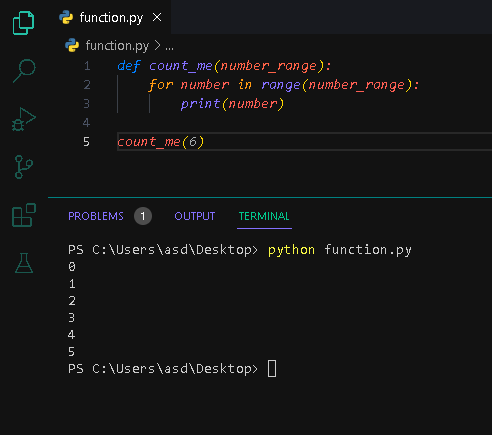 function.py ×
function.py > ...
1 def count_me(number_range):
2     for number in range(number_range):
3         print(number)
4
5 count_me(6)
PROBLEMS 1 OUTPUT TERMINAL
PS C:\Users\asd\Desktop> python function.py
0
1
2
3
4
5
PS C:\Users\asd\Desktop>